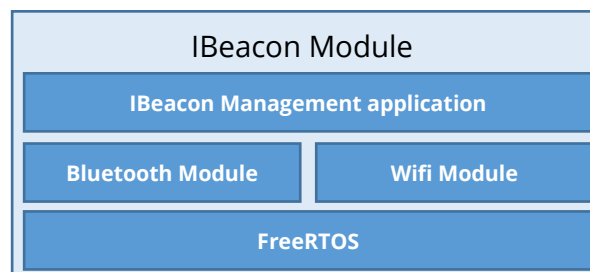 IBeacon Module
IBeacon Management application
Bluetooth Module
Wifi Module
FreeRTOS